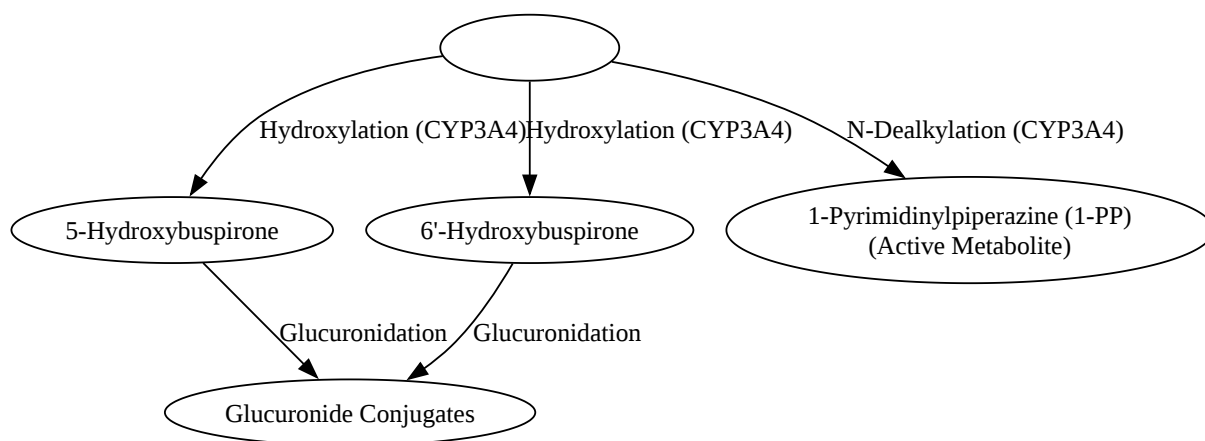 Hydroxylation (CYP3A4)
Hydroxylation (CYP3A4)
N-Dealkylation (CYP3A4)
5-Hydroxybuspirone
6'-Hydroxybuspirone
1-Pyrimidinylpiperazine (1-PP)
(Active Metabolite)
Glucuronidation
Glucuronidation
Glucuronide Conjugates